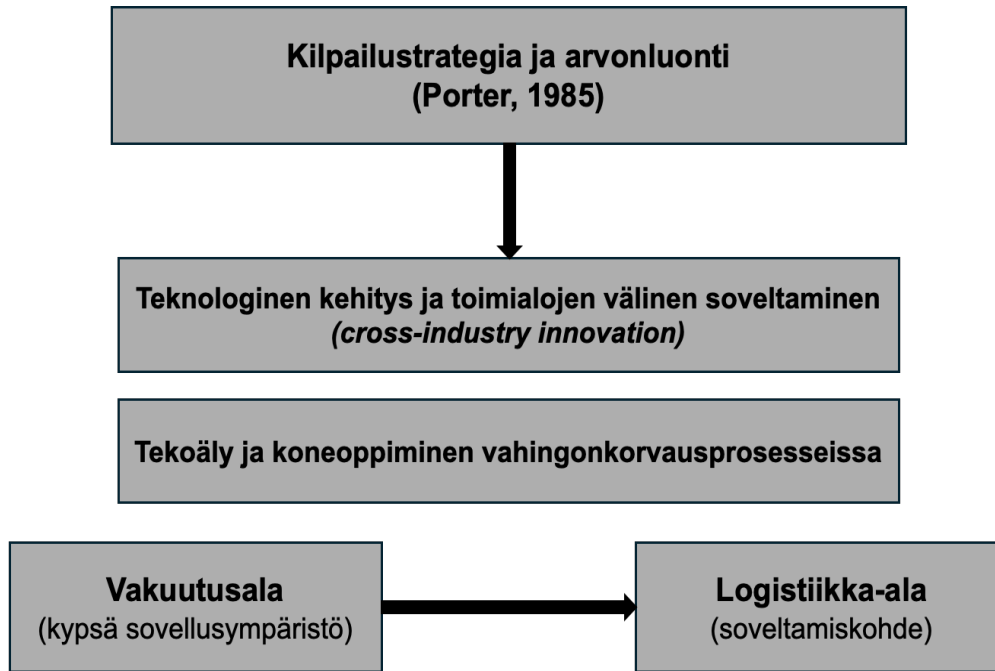 Kilpailustrategia ja arvonluonti
(Porter, 1985)
Teknologinen kehitys ja toimialojen välinen soveltaminen
(cross-industry innovation)
Tekoäly ja koneoppiminen vahingonkorvausprosesseissa
Vakuutusala
(kypsä sovellusympäristö)
Logistiikka-ala
(soveltamiskohde)